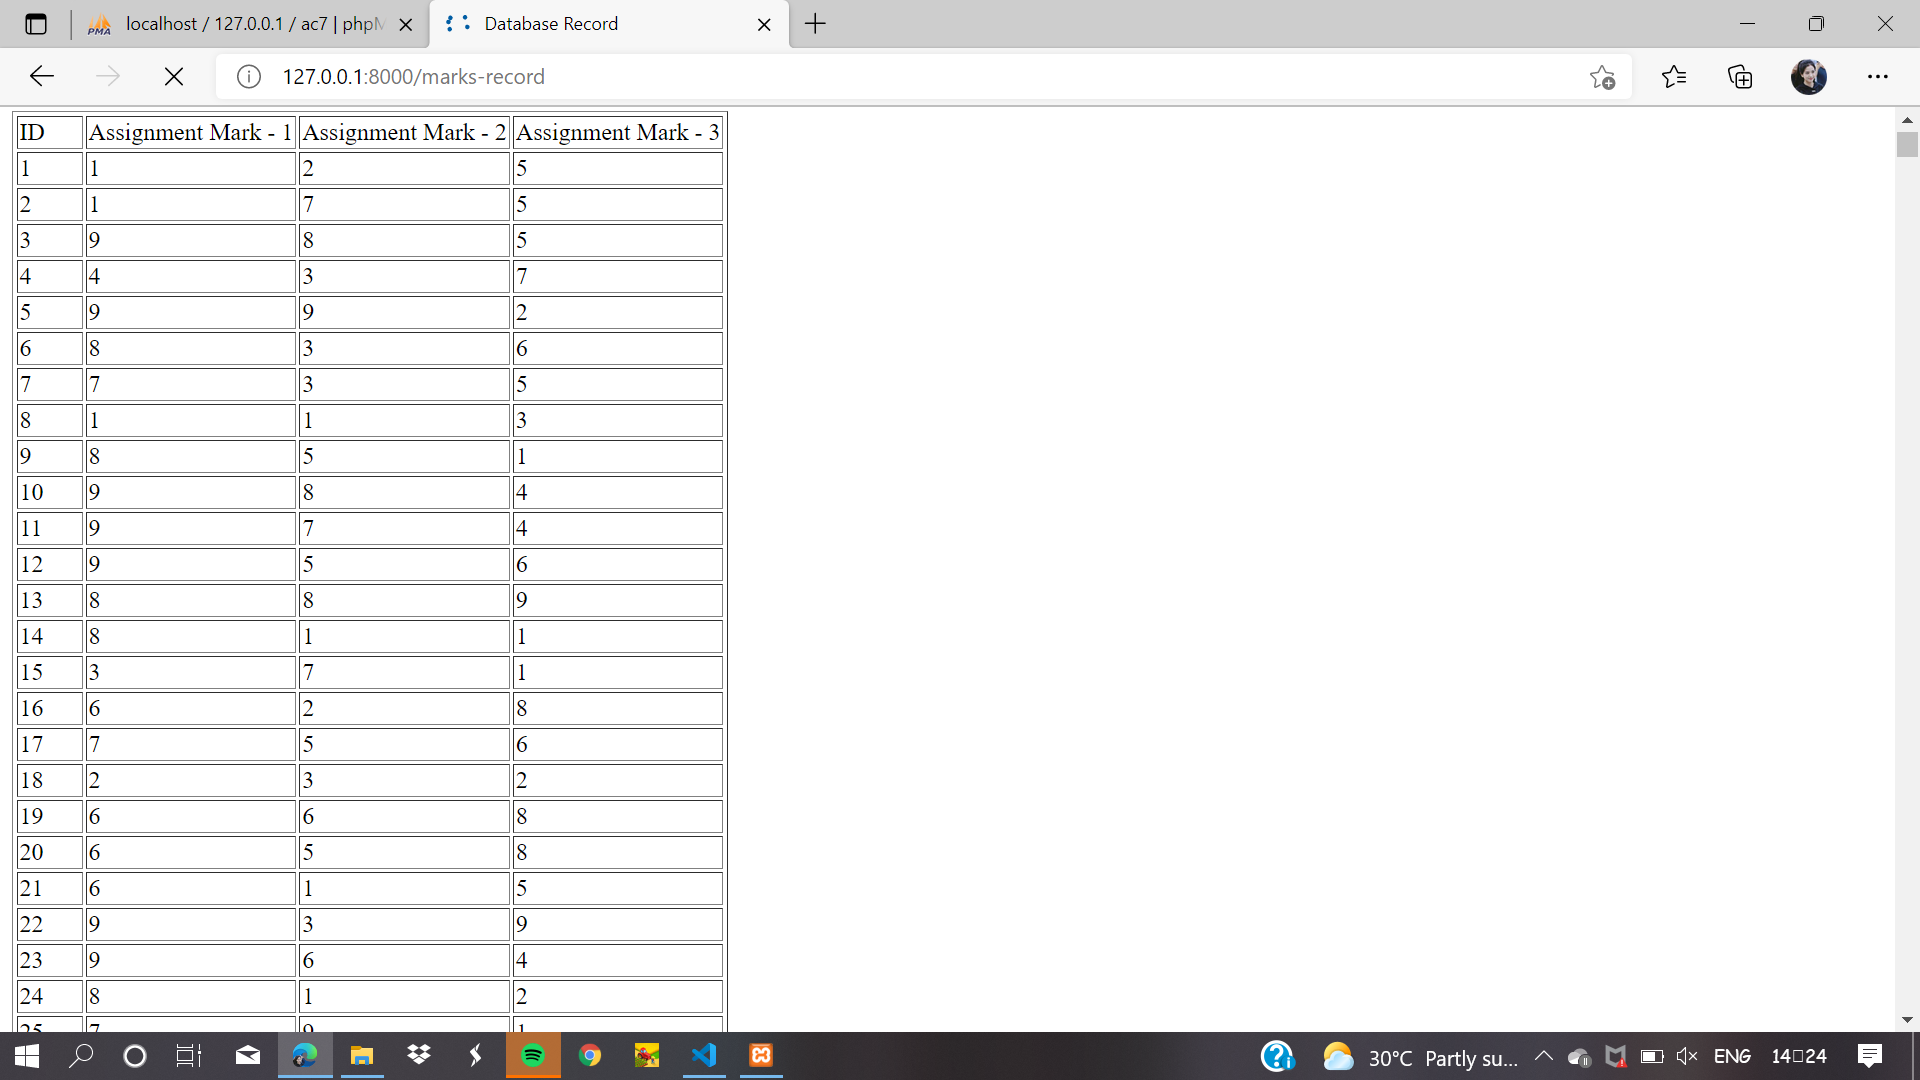 localhost / 127.0.0.1 / ac7 | phpM
Database Record
127.0.0.1:8000/marks-record
ID Assignment Mark - 1 Assignment Mark - 2 Assignment Mark - 3
1 1 2 5
2 1 7 5
3 9 8 5
4 4 3 7
5 9 9 2
6 8 3 6
7 7 3 5
8 1 1 3
9 8 5 1
10 9 8 4
11 9 7 4
12 9 5 6
13 8 8 9
14 8 1 1
15 3 7 1
16 6 2 8
17 7 5 6
18 2 3 2
19 6 6 8
20 6 5 8
21 6 1 5
22 9 3 9
23 9 6 4
24 8 1 2
25 7 9 1
30°C Partly su... ENG 14□24